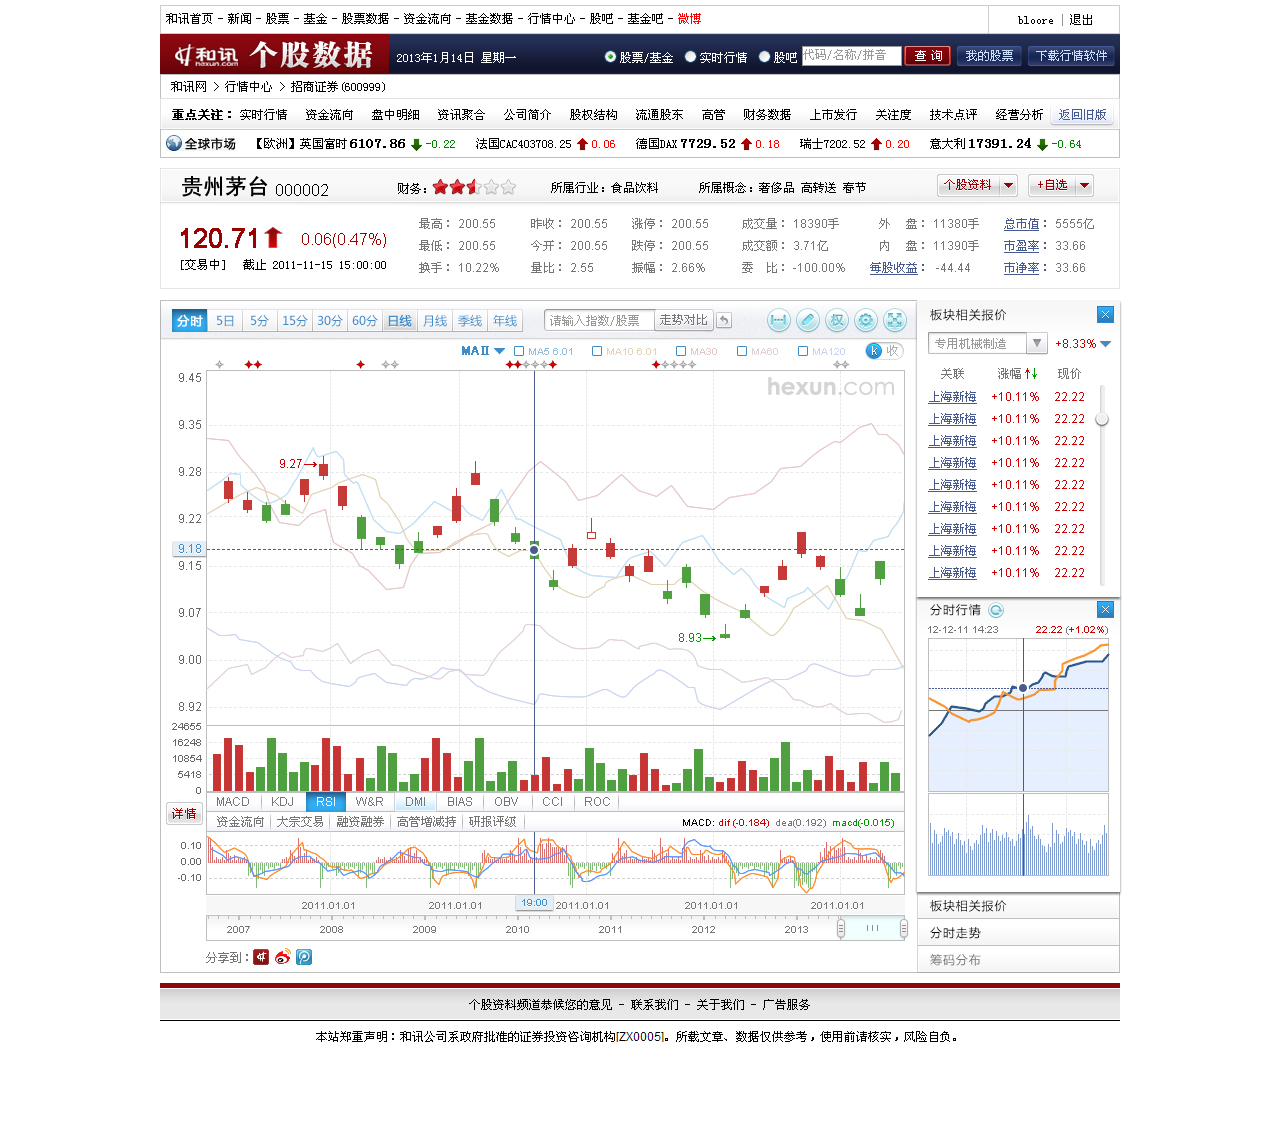 和讯首页 - 新闻 - 股票 - 基金 - 股票数据 - 资金流向 - 基金数据 - 行情中心 - 股吧 - 基金吧 - 微博
bloore | 退出
和讯 hexun.com 个股数据 2013年1月14日 星期一 股票/基金 实时行情 股吧 代码/名称/拼音 查 询 我的股票 下载行情软件
和讯网 > 行情中心 > 招商证券(600999)
重点关注： 实时行情 资金流向 盘中明细 资讯聚合 公司简介 股权结构 流通股东 高管 财务数据 上市发行 关注度 技术点评 经营分析 返回旧版
全球市场 【欧洲】英国富时6107.86 -0.22 法国CAC403708.25 0.06 德国DAX 7729.52 0.18 瑞士7202.52 0.20 意大利17391.24 -0.64
贵州茅台 000002 财务： 所属行业：食品饮料 所属概念：奢侈品 高转送 春节 个股资料 +自选
最高： 200.55 昨收： 200.55 涨停： 200.55 成交量： 18390手 外 盘： 11380手 总市值： 5555亿
120.71 0.06(0.47%)
最低： 200.55 今开： 200.55 跌停： 200.55 成交额： 3.71亿 内 盘： 11390手 市盈率： 33.66
[交易中] 截止 2011-11-15 15:00:00
换手： 10.22% 量比： 2.55 振幅： 2.66% 委 比： -100.00% 每股收益： -44.44 市净率： 33.66
分时 5日 5分 15分 30分 60分 日线 月线 季线 年线 请输入指数/股票 走势对比 权
MA II MA5 6.01 MA10 6.01 MA30 MA60 MA120 k 收
hexun.com
9.45
9.35
9.28
9.22
9.18
9.15
9.07
9.00
8.92
9.27→
8.93→
24655
16248
10854
5418
0
MACD KDJ RSI W&R DMI BIAS OBV CCI ROC
详情
资金流向 大宗交易 融资融券 高管增减持 研报评级 MACD: dif (-0.184) dea(0.192) macd(-0.015)
0.10
0.00
-0.10
2011.01.01 2011.01.01 19:00 2011.01.01 2011.01.01 2011.01.01
2007 2008 2009 2010 2011 2012 2013
分享到：
板块相关报价
专用机械制造 +8.33%
关联 涨幅 现价
上海新梅 +10.11% 22.22
上海新梅 +10.11% 22.22
上海新梅 +10.11% 22.22
上海新梅 +10.11% 22.22
上海新梅 +10.11% 22.22
上海新梅 +10.11% 22.22
上海新梅 +10.11% 22.22
上海新梅 +10.11% 22.22
上海新梅 +10.11% 22.22
分时行情
12-12-11 14:23 22.22 (+1.02%)
板块相关报价
分时走势
筹码分布
个股资料频道恭候您的意见 - 联系我们 - 关于我们 - 广告服务
本站郑重声明：和讯公司系政府批准的证券投资咨询机构[ZX0005]。所载文章、数据仅供参考，使用前请核实，风险自负。